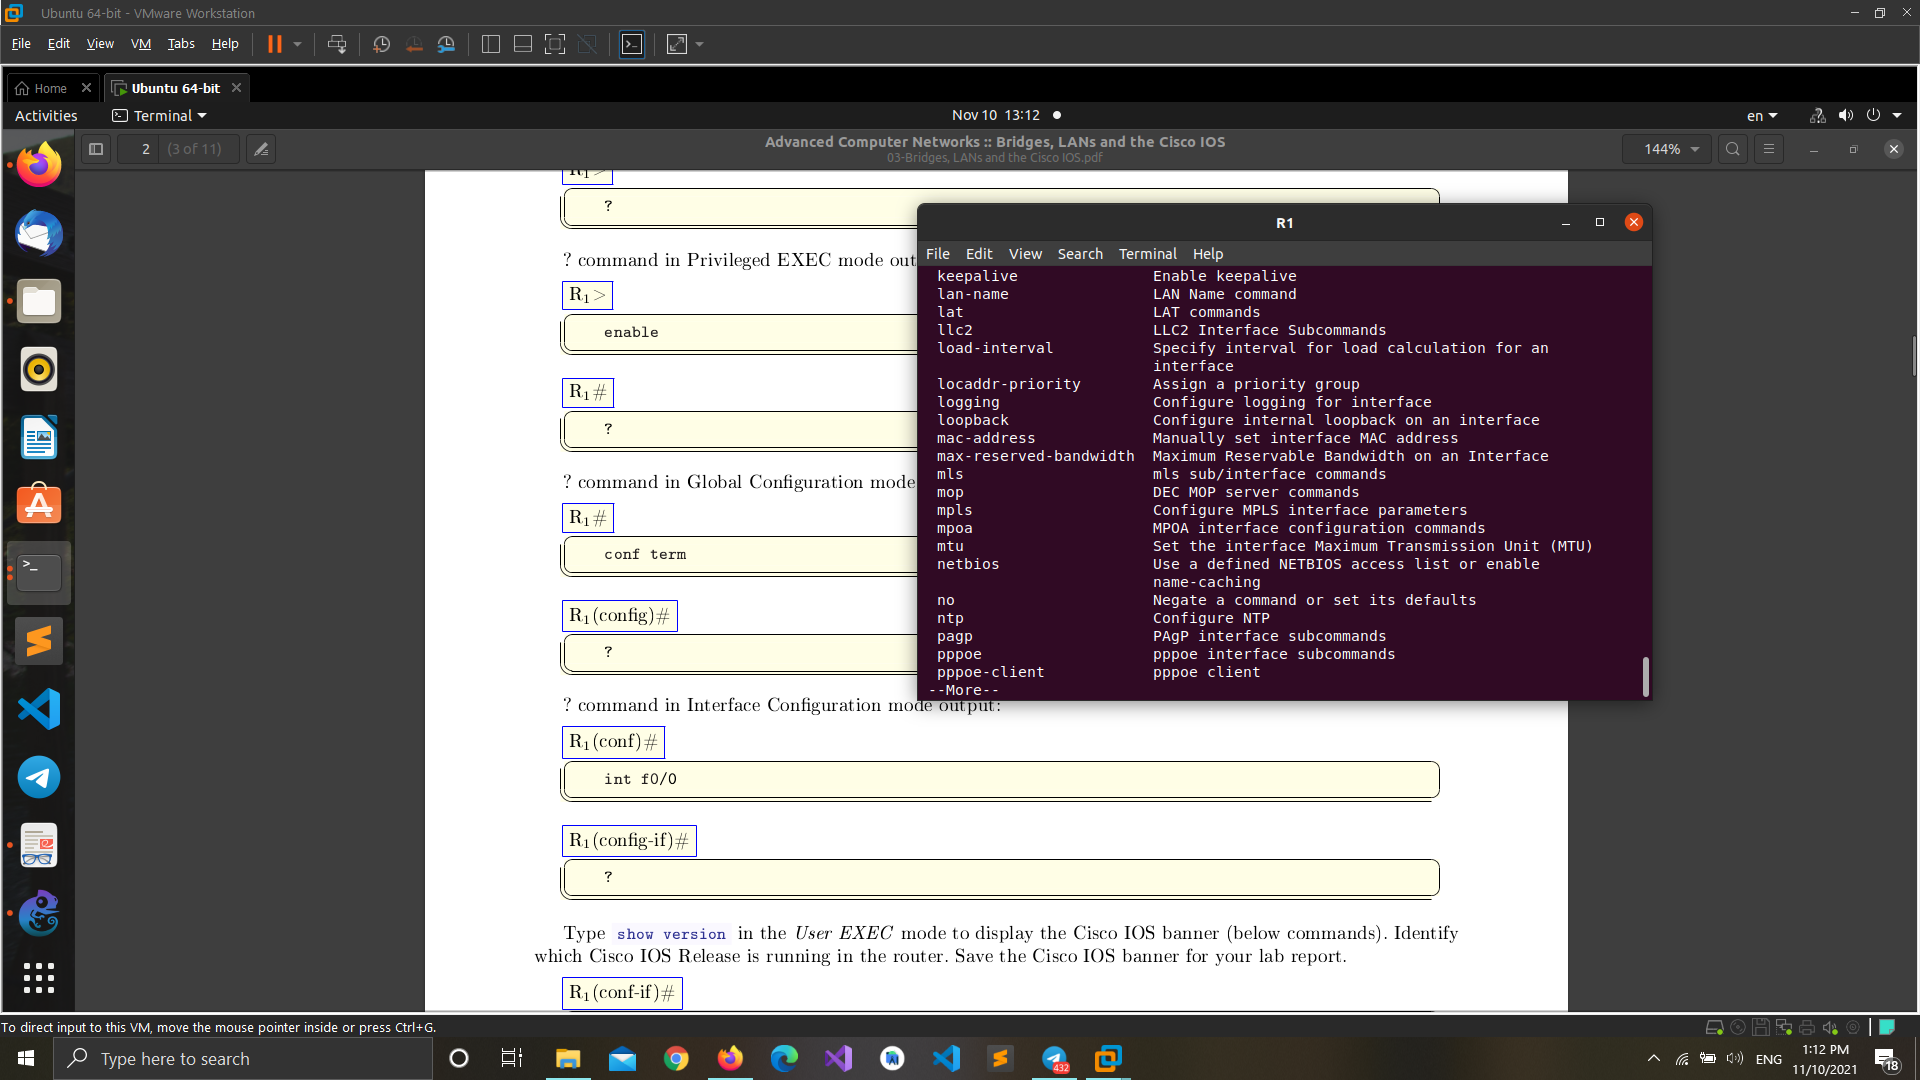 Ubuntu 64-bit - VMware Workstation
File Edit View VM Tabs Help
Home Ubuntu 64-bit
Activities Terminal Nov 10 13:12 en
2 (3 of 11) Advanced Computer Networks :: Bridges, LANs and the Cisco IOS 144%
03-Bridges, LANs and the Cisco IOS.pdf
R1>
?
? command in Privileged EXEC mode out
R1>
enable
R1#
?
? command in Global Configuration mode
R1#
conf term
R1(config)#
?
? command in Interface Configuration mode output:
R1(conf)#
int f0/0
R1(config-if)#
?
Type show version in the User EXEC mode to display the Cisco IOS banner (below commands). Identify
which Cisco IOS Release is running in the router. Save the Cisco IOS banner for your lab report.
R1(conf-if)#
R1
File Edit View Search Terminal Help
keepalive Enable keepalive
lan-name LAN Name command
lat LAT commands
llc2 LLC2 Interface Subcommands
load-interval Specify interval for load calculation for an
interface
locaddr-priority Assign a priority group
logging Configure logging for interface
loopback Configure internal loopback on an interface
mac-address Manually set interface MAC address
max-reserved-bandwidth Maximum Reservable Bandwidth on an Interface
mls mls sub/interface commands
mop DEC MOP server commands
mpls Configure MPLS interface parameters
mpoa MPOA interface configuration commands
mtu Set the interface Maximum Transmission Unit (MTU)
netbios Use a defined NETBIOS access list or enable
name-caching
no Negate a command or set its defaults
ntp Configure NTP
pagp PAgP interface subcommands
pppoe pppoe interface subcommands
pppoe-client pppoe client
--More--
To direct input to this VM, move the mouse pointer inside or press Ctrl+G.
Type here to search
432
ENG
1:12 PM
11/10/2021
18